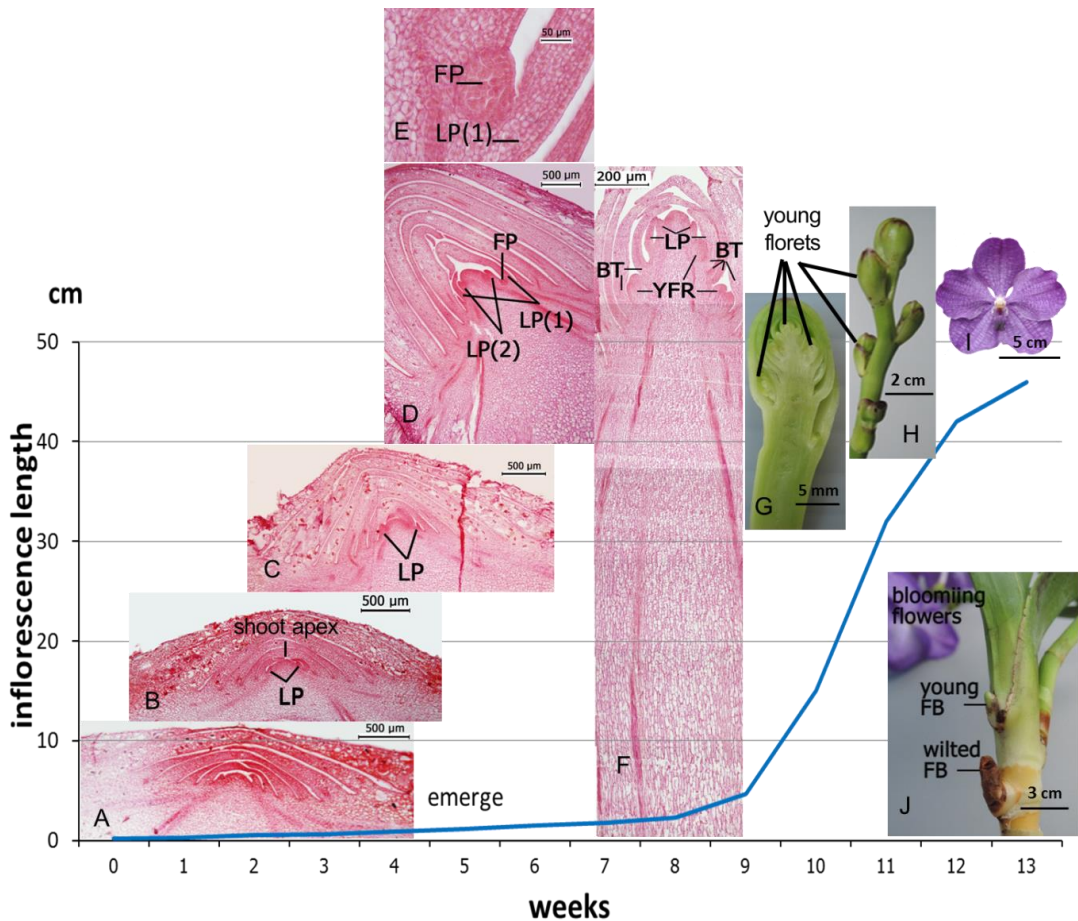 50 µm
FP
LP(1)
E
500 µm
FP
LP(1)
LP(2)
D
200 µm
LP
BT
BT
YFR
F
young
florets
G
5 mm
2 cm
H
I
5 cm
cm
50
40
30
20
10
0
inflorescence length
500 µm
C
LP
500 µm
shoot apex
B
LP
500 µm
A
emerge
bloomiing
flowers
young
FB
wilted
FB
3 cm
J
0 1 2 3 4 5 6 7 8 9 10 11 12 13
weeks